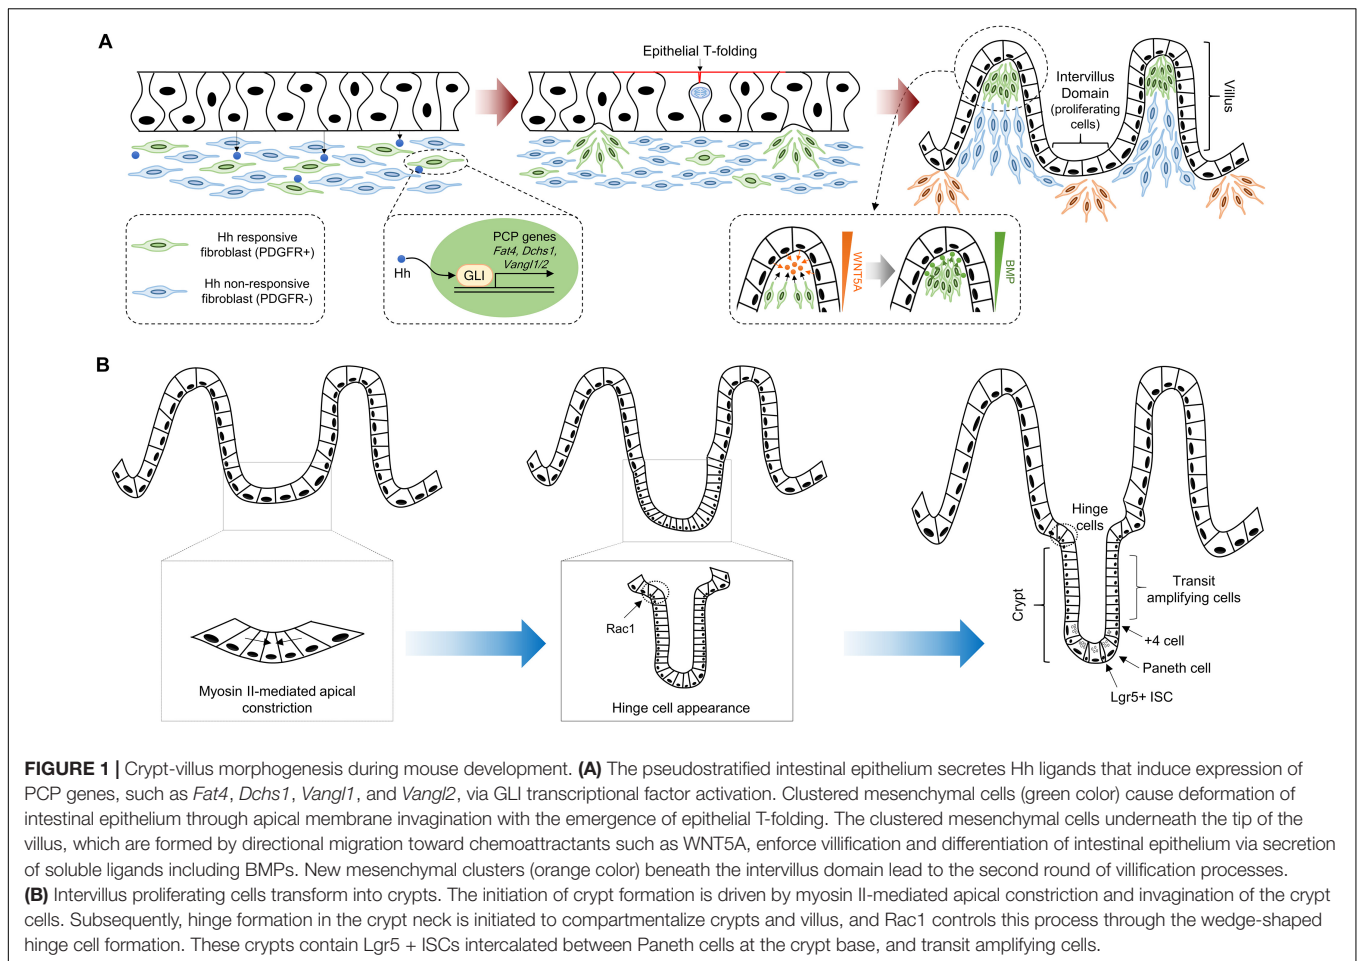 A
Epithelial T-folding
Intervillus
Domain
(proliferating
cells)
Villus
Hh responsive
fibroblast (PDGFR+)
Hh non-responsive
fibroblast (PDGFR-)
Hh
GLI
PCP genes
Fat4, Dchs1,
Vangl1/2
WNT5A
BMP
B
Myosin II-mediated apical
constriction
Rac1
Hinge cell appearance
Hinge
cells
Crypt
Transit
amplifying cells
+4 cell
Paneth cell
Lgr5+ ISC
FIGURE 1 | Crypt-villus morphogenesis during mouse development. (A) The pseudostratified intestinal epithelium secretes Hh ligands that induce expression of
PCP genes, such as Fat4, Dchs1, Vangl1, and Vangl2, via GLI transcriptional factor activation. Clustered mesenchymal cells (green color) cause deformation of
intestinal epithelium through apical membrane invagination with the emergence of epithelial T-folding. The clustered mesenchymal cells underneath the tip of the
villus, which are formed by directional migration toward chemoattractants such as WNT5A, enforce villification and differentiation of intestinal epithelium via secretion
of soluble ligands including BMPs. New mesenchymal clusters (orange color) beneath the intervillus domain lead to the second round of villification processes.
(B) Intervillus proliferating cells transform into crypts. The initiation of crypt formation is driven by myosin II-mediated apical constriction and invagination of the crypt
cells. Subsequently, hinge formation in the crypt neck is initiated to compartmentalize crypts and villus, and Rac1 controls this process through the wedge-shaped
hinge cell formation. These crypts contain Lgr5 + ISCs intercalated between Paneth cells at the crypt base, and transit amplifying cells.